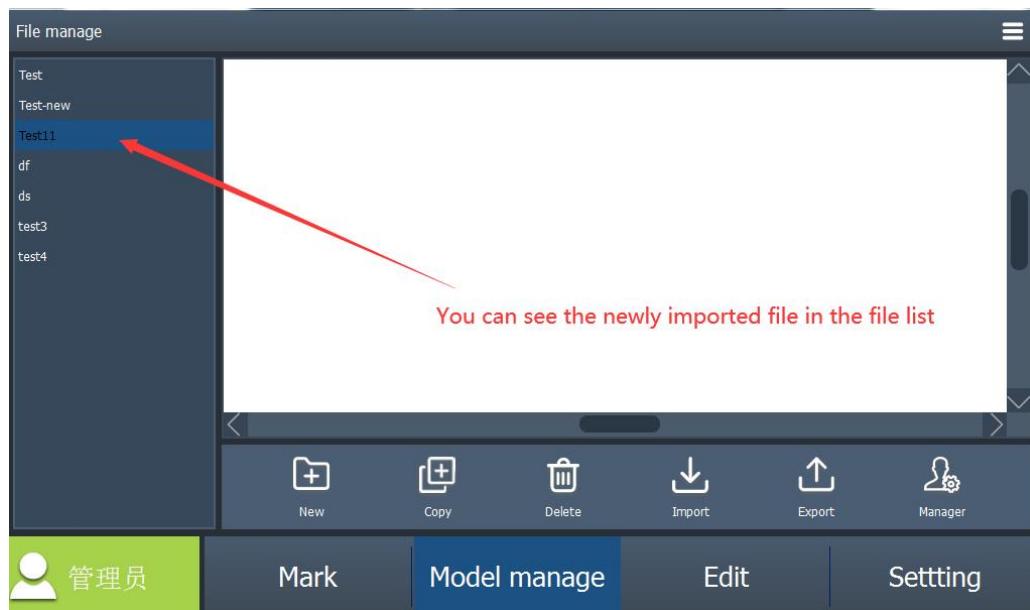 File manage
Test
Test-new
Test11
df
ds
test3
test4
You can see the newly imported file in the file list
New
Copy
Delete
Import
Export
Manager
管理员
Mark
Model manage
Edit
Settting